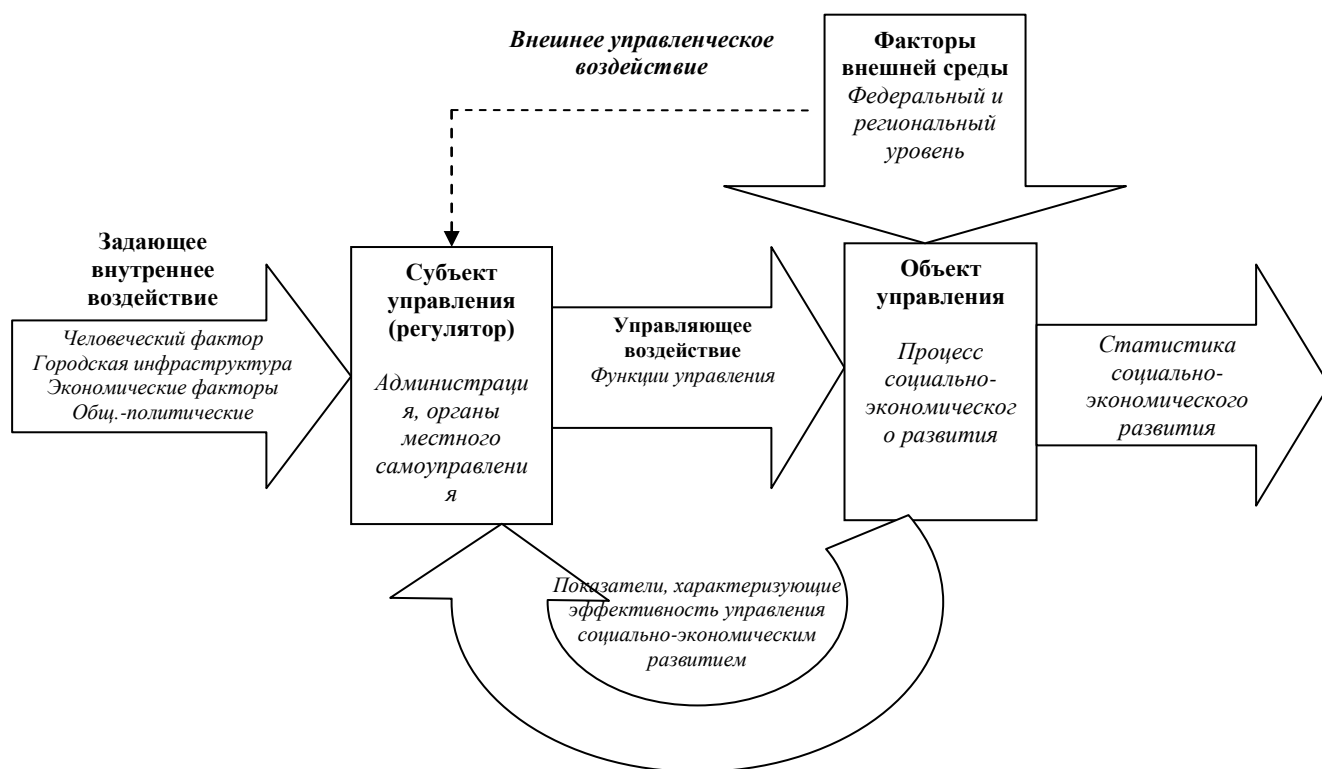 Внешнее управленческое
воздействие
Факторы
внешней среды
Федеральный и
региональный
уровень
Задающее
внутреннее
воздействие
Человеческий фактор
Городская инфраструктура
Экономические факторы
Общ.-политические
Субъект
управления
(регулятор)
Администраци
я, органы
местного
самоуправлени
я
Управляющее
воздействие
Функции управления
Объект
управления
Процесс
социально-
экономическог
о развития
Статистика
социально-
экономического
развития
Показатели, характеризующие
эффективность управления
социально-экономическим
развитием